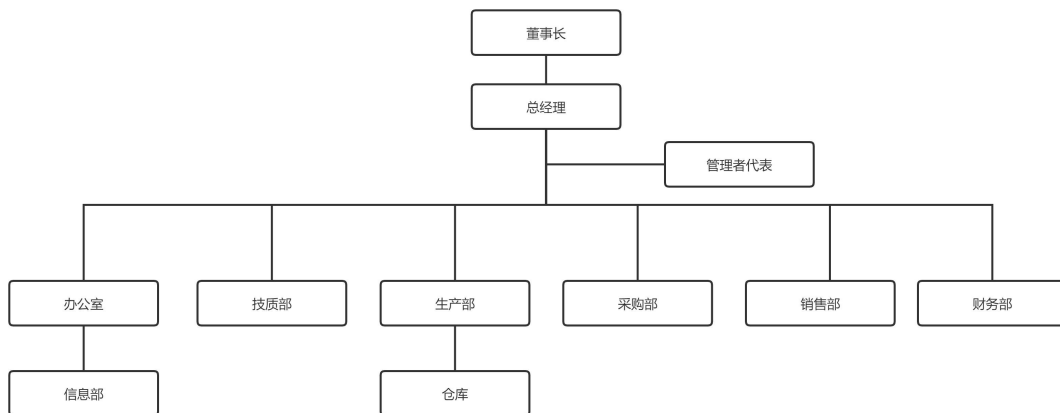 董事长
总经理
管理者代表
办公室
技质部
生产部
采购部
销售部
财务部
信息部
仓库